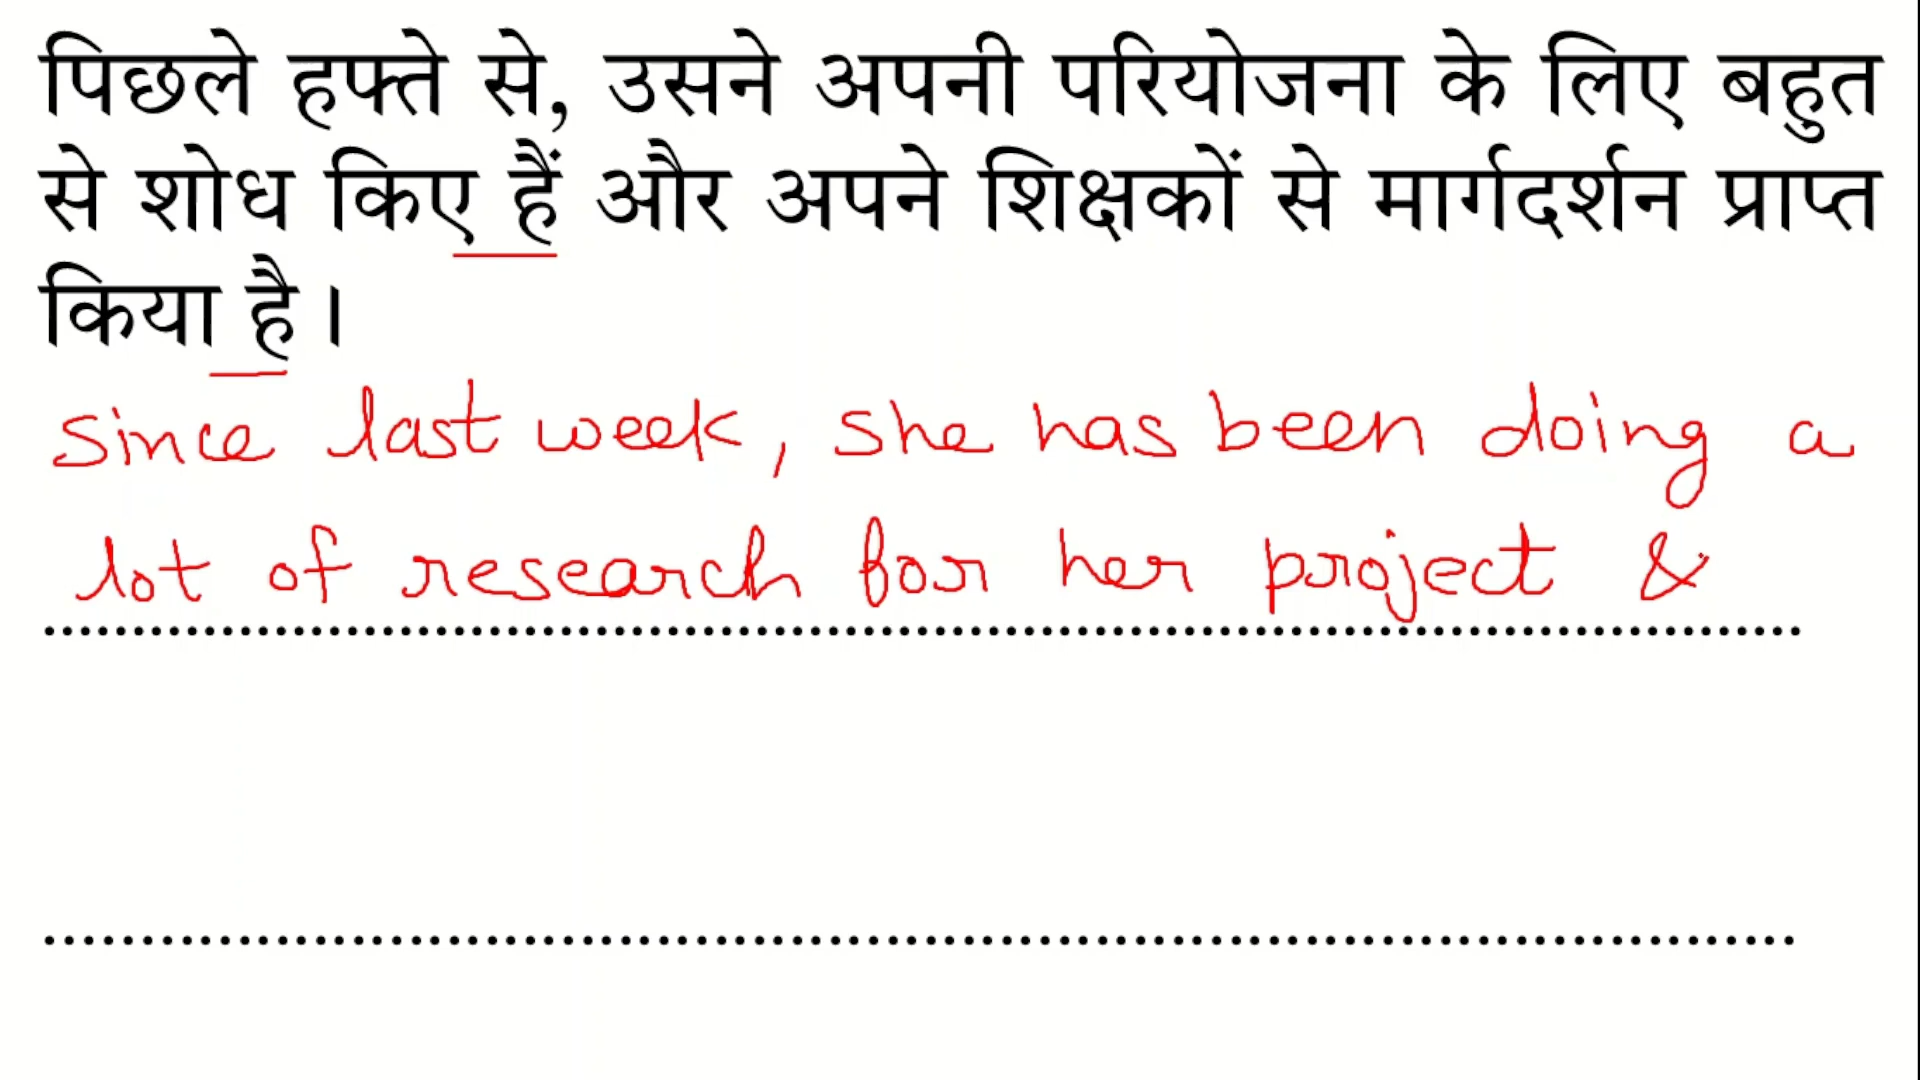 पिछले हफ्ते से, उसने अपनी परियोजना के लिए बहुत
से शोध किए हैं और अपने शिक्षकों से मार्गदर्शन प्राप्त
किया है।
since last week, she has been doing a
lot of research for her project &